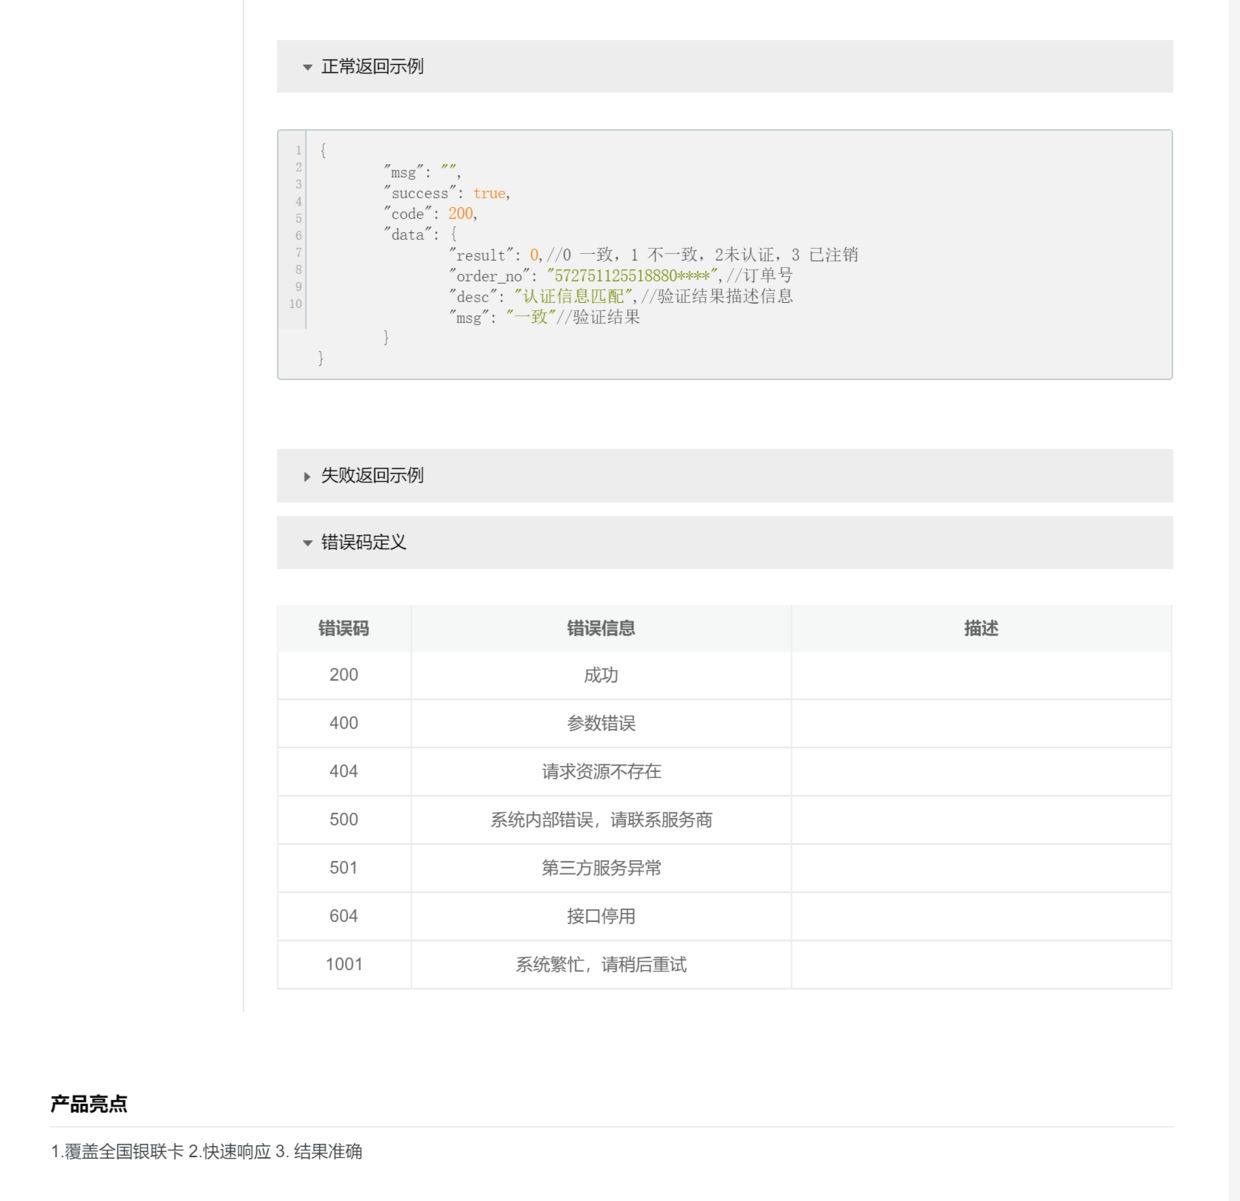 正常返回示例
1 {
2 "msg": "",
3 "success": true,
4 "code": 200,
5 "data": {
6 "result": 0,//0 一致，1 不一致，2未认证，3 已注销
7 "order_no": "572751125518880****",//订单号
8 "desc": "认证信息匹配",//验证结果描述信息
9 "msg": "一致"//验证结果
10 }
}
失败返回示例
错误码定义
错误码 错误信息 描述
200 成功
400 参数错误
404 请求资源不存在
500 系统内部错误，请联系服务商
501 第三方服务异常
604 接口停用
1001 系统繁忙，请稍后重试
产品亮点
1.覆盖全国银联卡 2.快速响应 3. 结果准确